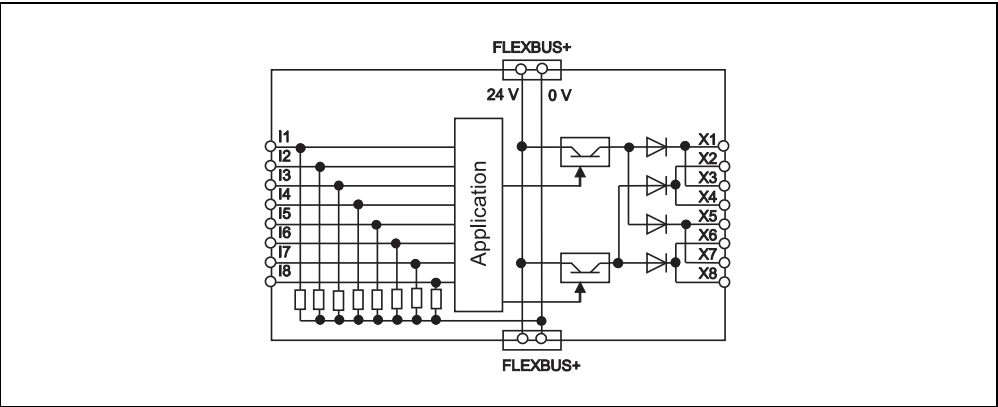 FLEXBUS+
24 V
0 V
I1
I2
I3
I4
I5
I6
I7
I8
Application
X1
X2
X3
X4
X5
X6
X7
X8
FLEXBUS+